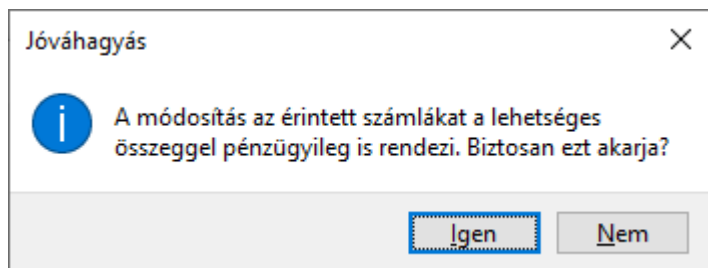 Jóváhagyás
A módosítás az érintett számlákat a lehetséges
összeggel pénzügyileg is rendezi. Biztosan ezt akarja?
Igen Nem